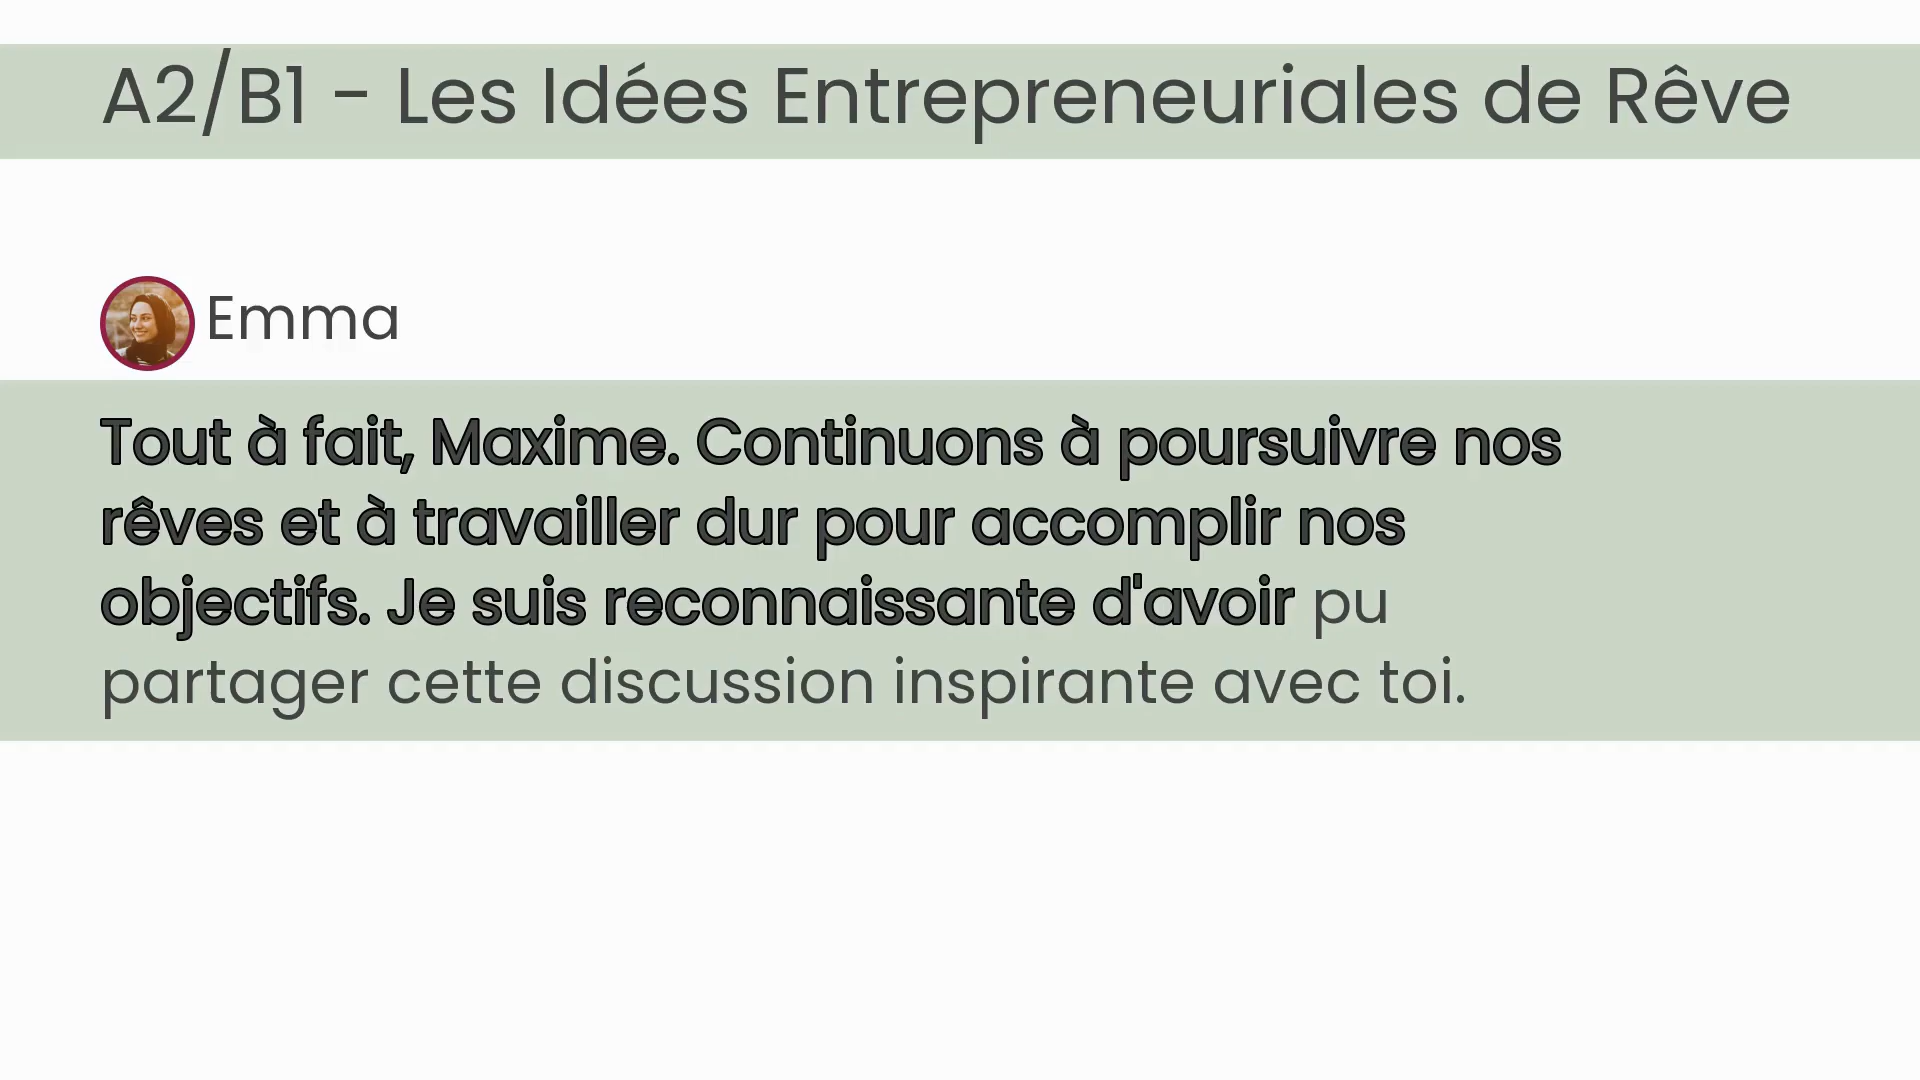 A2/B1 - Les Idées Entrepreneuriales de Rêve
Emma
Tout à fait, Maxime. Continuons à poursuivre nos
rêves et à travailler dur pour accomplir nos
objectifs. Je suis reconnaissante d'avoir pu
partager cette discussion inspirante avec toi.